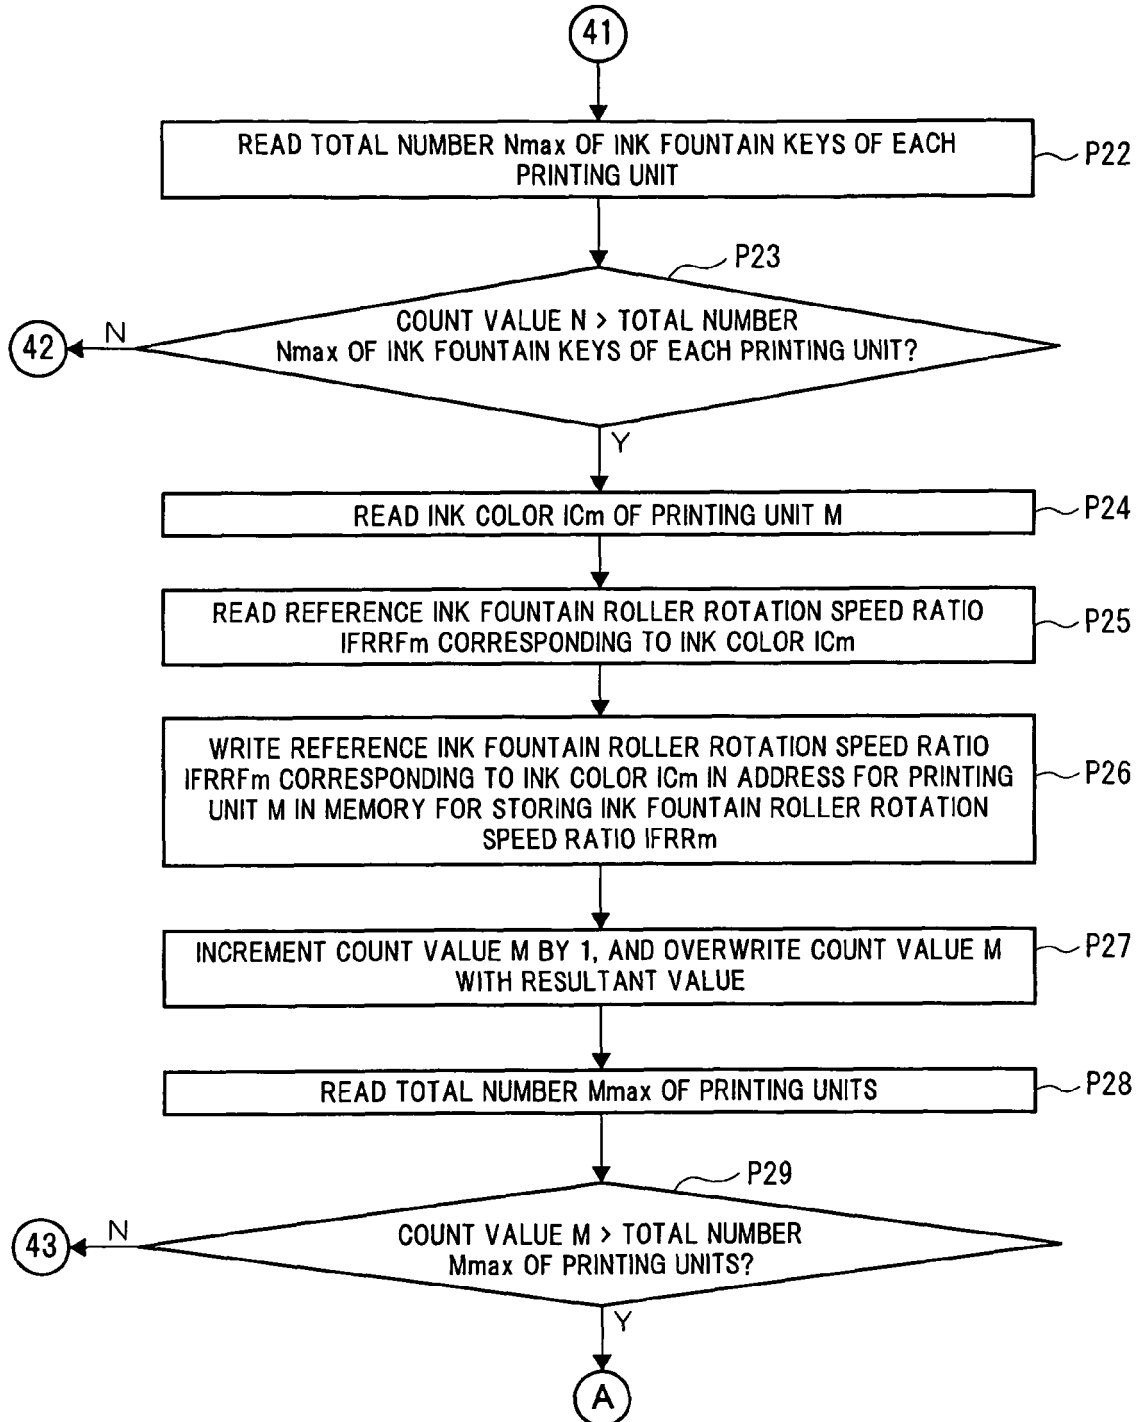 41
READ TOTAL NUMBER Nmax OF INK FOUNTAIN KEYS OF EACH
PRINTING UNIT
P22
P23
COUNT VALUE N > TOTAL NUMBER
Nmax OF INK FOUNTAIN KEYS OF EACH PRINTING UNIT?
N
42
Y
READ INK COLOR ICm OF PRINTING UNIT M
P24
READ REFERENCE INK FOUNTAIN ROLLER ROTATION SPEED RATIO
IFRRFm CORRESPONDING TO INK COLOR ICm
P25
WRITE REFERENCE INK FOUNTAIN ROLLER ROTATION SPEED RATIO
IFRRFm CORRESPONDING TO INK COLOR ICm IN ADDRESS FOR PRINTING
UNIT M IN MEMORY FOR STORING INK FOUNTAIN ROLLER ROTATION
SPEED RATIO IFRRm
P26
INCREMENT COUNT VALUE M BY 1, AND OVERWRITE COUNT VALUE M
WITH RESULTANT VALUE
P27
READ TOTAL NUMBER Mmax OF PRINTING UNITS
P28
P29
COUNT VALUE M > TOTAL NUMBER
Mmax OF PRINTING UNITS?
N
43
Y
A